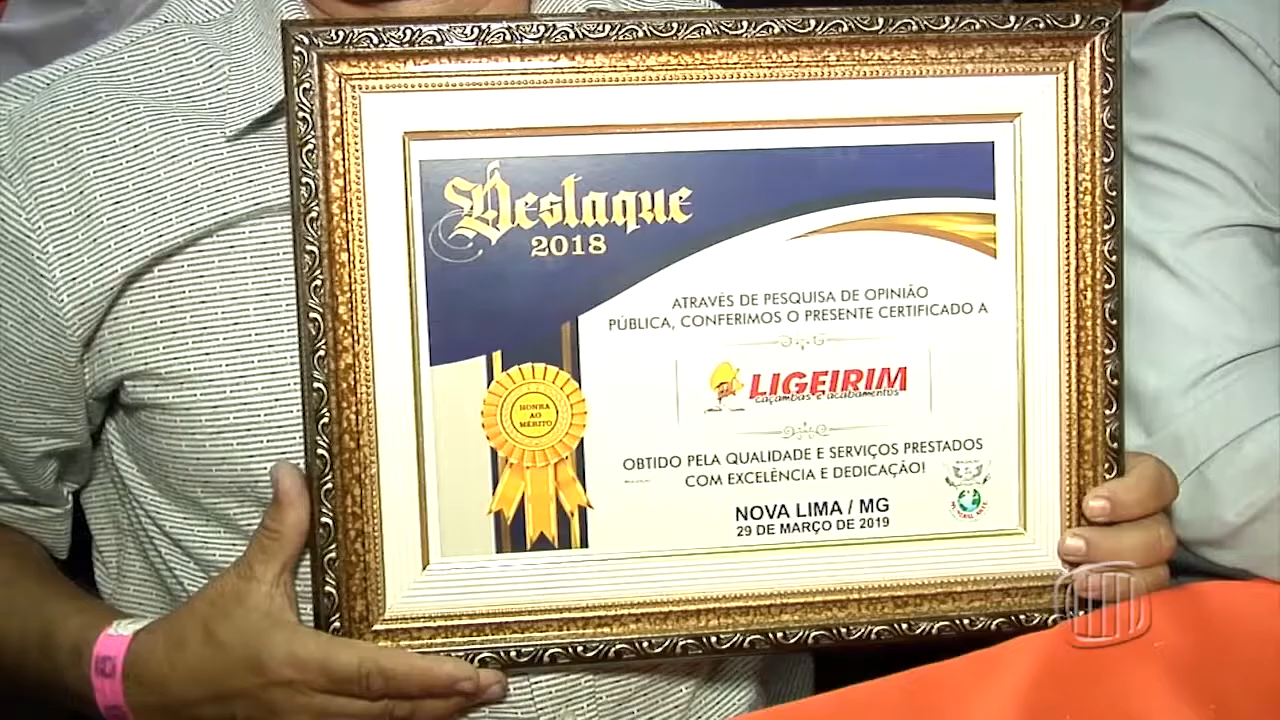 Destaque
2018
ATRAVÉS DE PESQUISA DE OPINIÃO
PÚBLICA, CONFERIMOS O PRESENTE CERTIFICADO A
LIGEIRIM
caçambas e acabamentos
HONRA
AO
MÉRITO
OBTIDO PELA QUALIDADE E SERVIÇOS PRESTADOS
COM EXCELÊNCIA E DEDICAÇÃO!
NOVA LIMA / MG
29 DE MARÇO DE 2019